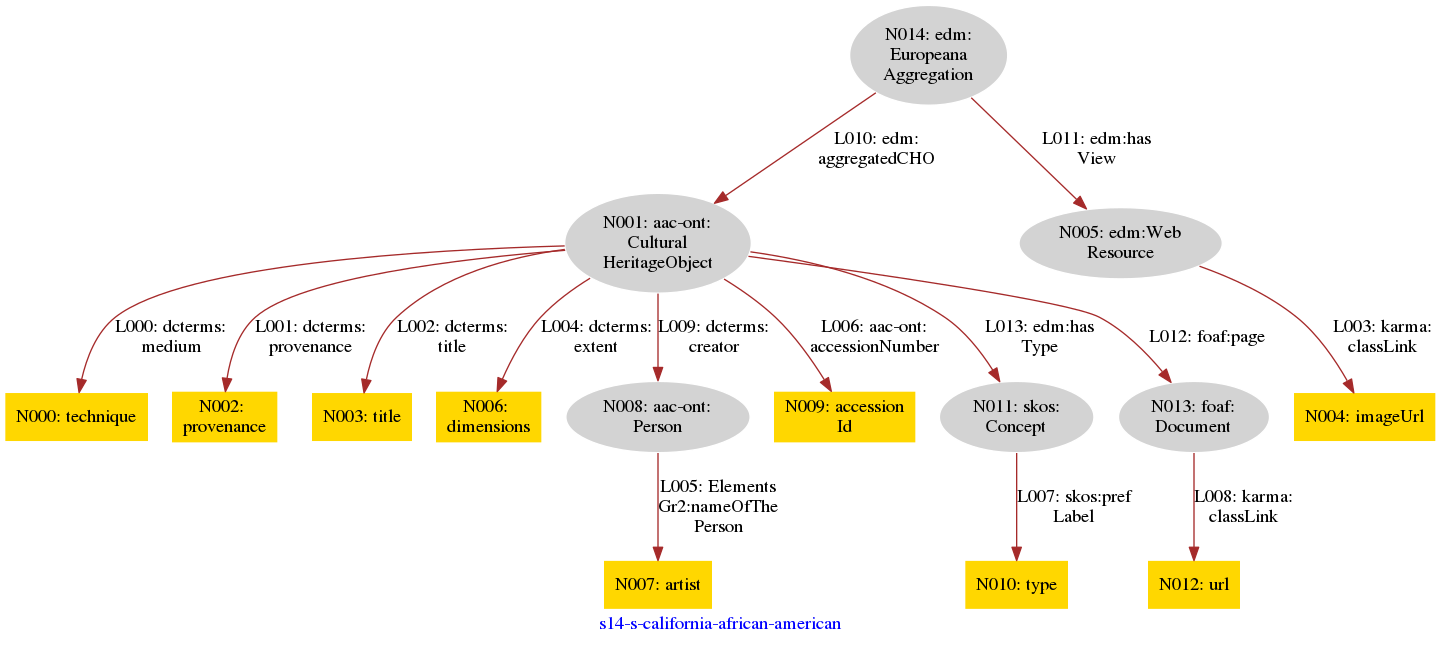 N014: edm:
Europeana
Aggregation
L010: edm:
aggregatedCHO
L011: edm:has
View
N001: aac-ont:
Cultural
HeritageObject
N005: edm:Web
Resource
L000: dcterms:
medium
L001: dcterms:
provenance
L002: dcterms:
title
L004: dcterms:
extent
L009: dcterms:
creator
L006: aac-ont:
accessionNumber
L013: edm:has
Type
L012: foaf:page
L003: karma:
classLink
N000: technique
N002:
provenance
N003: title
N006:
dimensions
N008: aac-ont:
Person
N009: accession
Id
N011: skos:
Concept
N013: foaf:
Document
N004: imageUrl
L005: Elements
Gr2:nameOfThe
Person
L007: skos:pref
Label
L008: karma:
classLink
N007: artist
N010: type
N012: url
s14-s-california-african-american